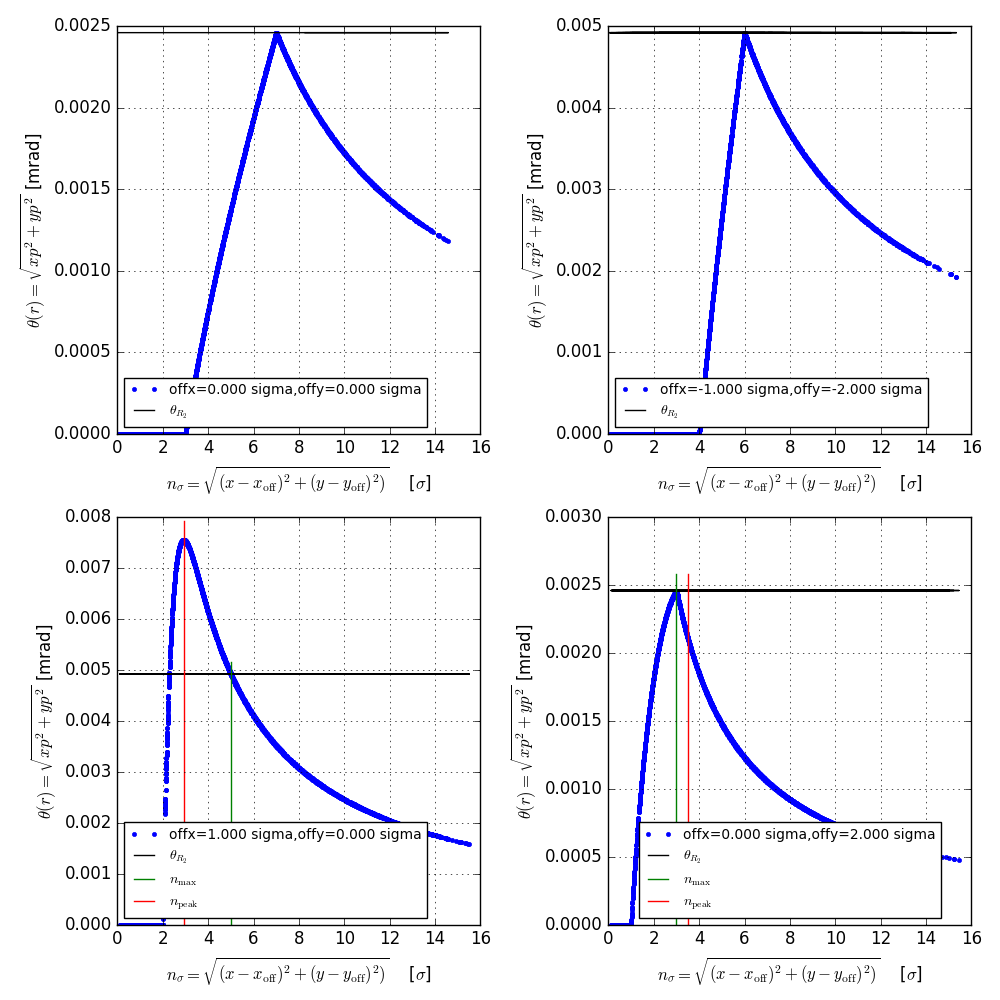 0.0025
0.0020
0.0015
0.0010
0.0005
0.0000
θ(r) = √(xp² + yp²) [mrad]
offx=0.000 sigma,offy=0.000 sigma
θ_{R₂}
0 2 4 6 8 10 12 14 16
n_σ = √((x − x_off)² + (y − y_off)²) [σ]
0.005
0.004
0.003
0.002
0.001
0.000
θ(r) = √(xp² + yp²) [mrad]
offx=-1.000 sigma,offy=-2.000 sigma
θ_{R₂}
0 2 4 6 8 10 12 14 16
n_σ = √((x − x_off)² + (y − y_off)²) [σ]
0.008
0.007
0.006
0.005
0.004
0.003
0.002
0.001
0.000
θ(r) = √(xp² + yp²) [mrad]
offx=1.000 sigma,offy=0.000 sigma
θ_{R₂}
n_max
n_peak
0 2 4 6 8 10 12 14 16
n_σ = √((x − x_off)² + (y − y_off)²) [σ]
0.0030
0.0025
0.0020
0.0015
0.0010
0.0005
0.0000
θ(r) = √(xp² + yp²) [mrad]
offx=0.000 sigma,offy=2.000 sigma
θ_{R₂}
n_max
n_peak
0 2 4 6 8 10 12 14 16
n_σ = √((x − x_off)² + (y − y_off)²) [σ]